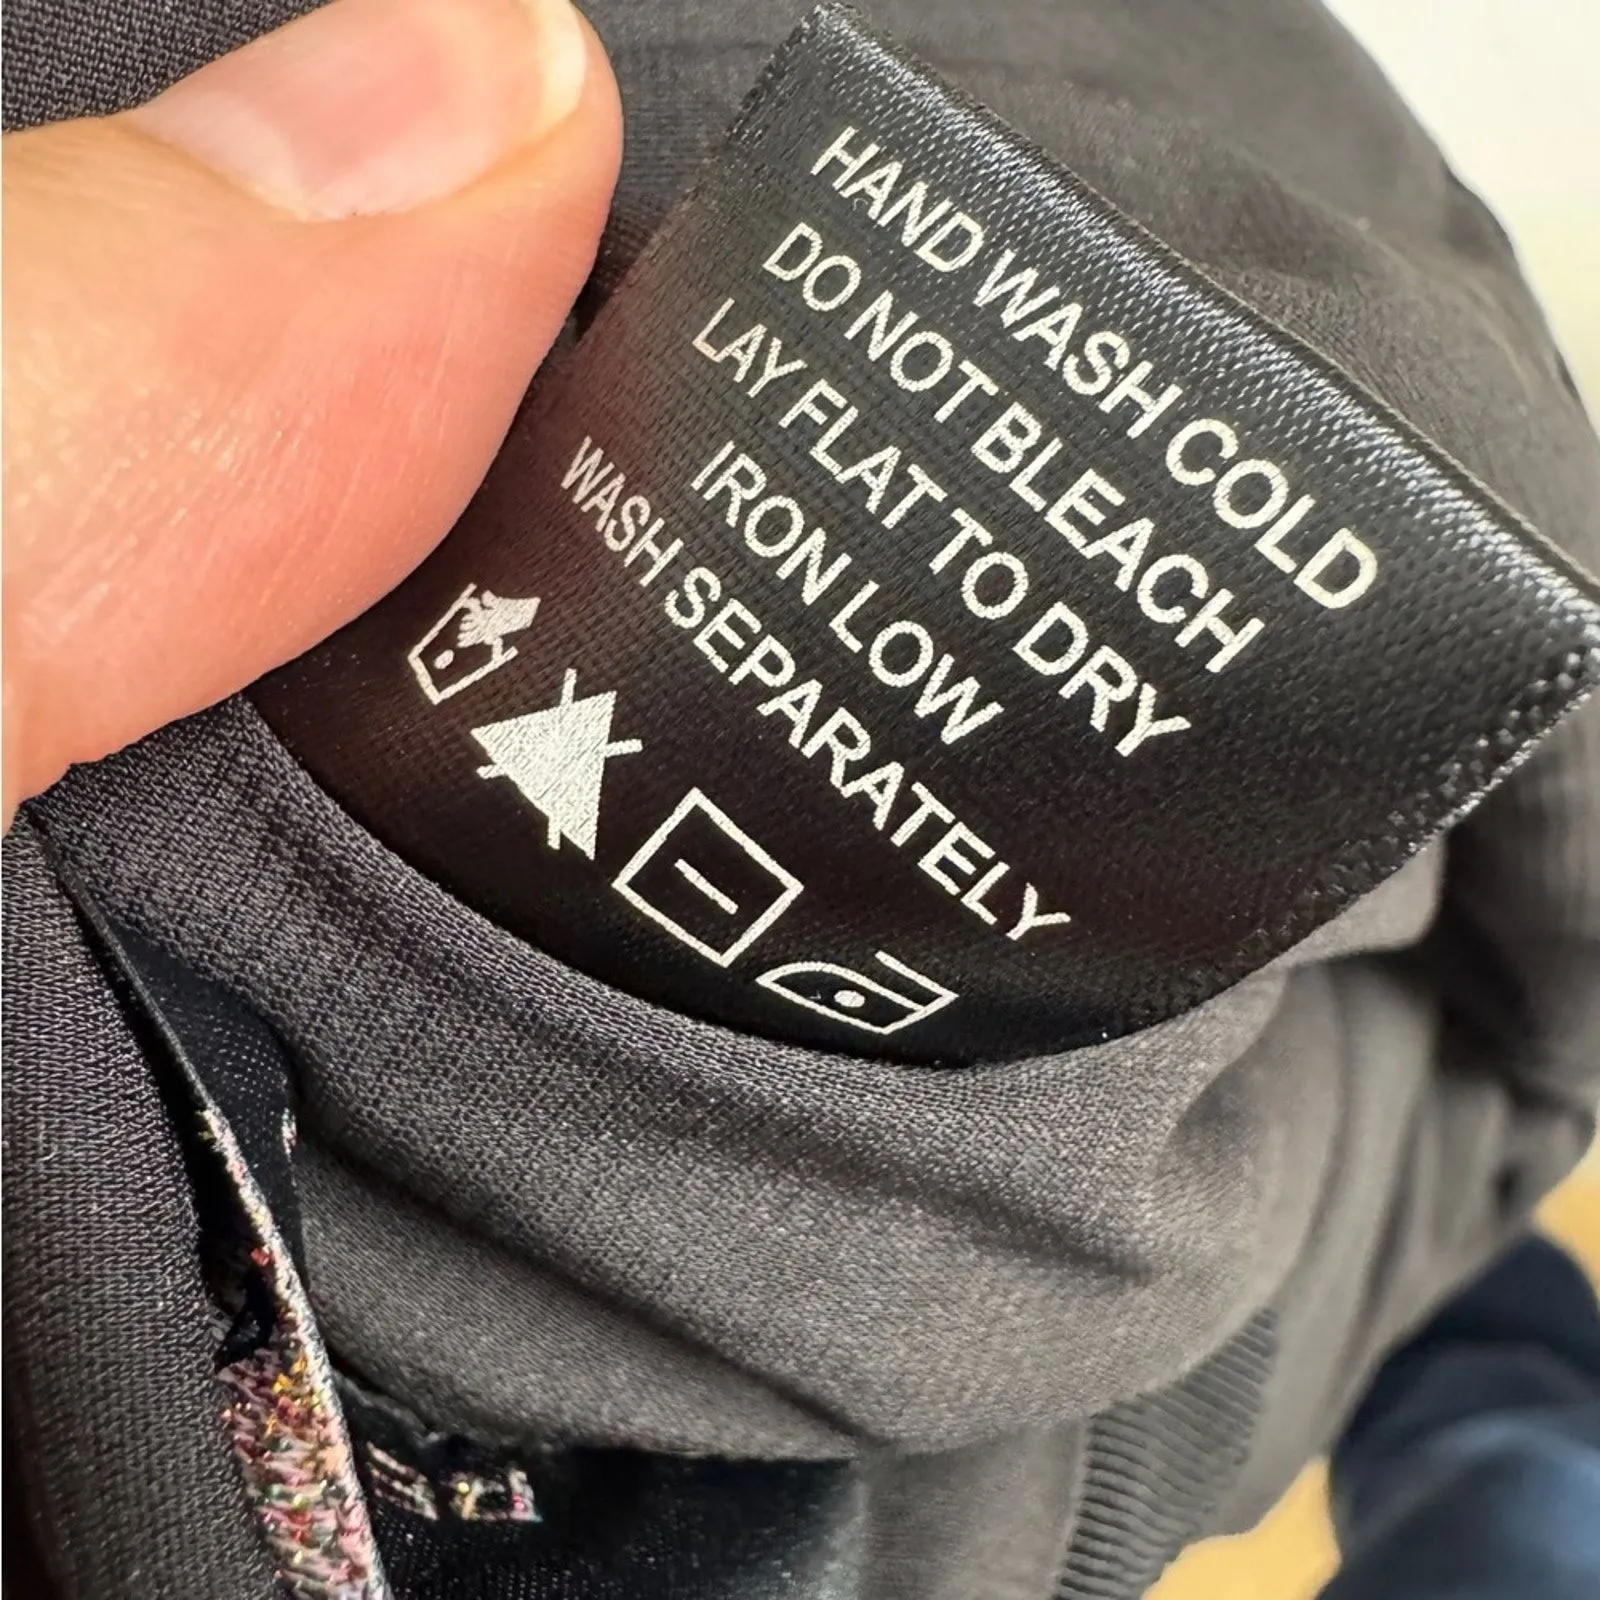 HAND WASH COLD
DO NOT BLEACH
LAY FLAT TO DRY
IRON LOW
WASH SEPARATELY